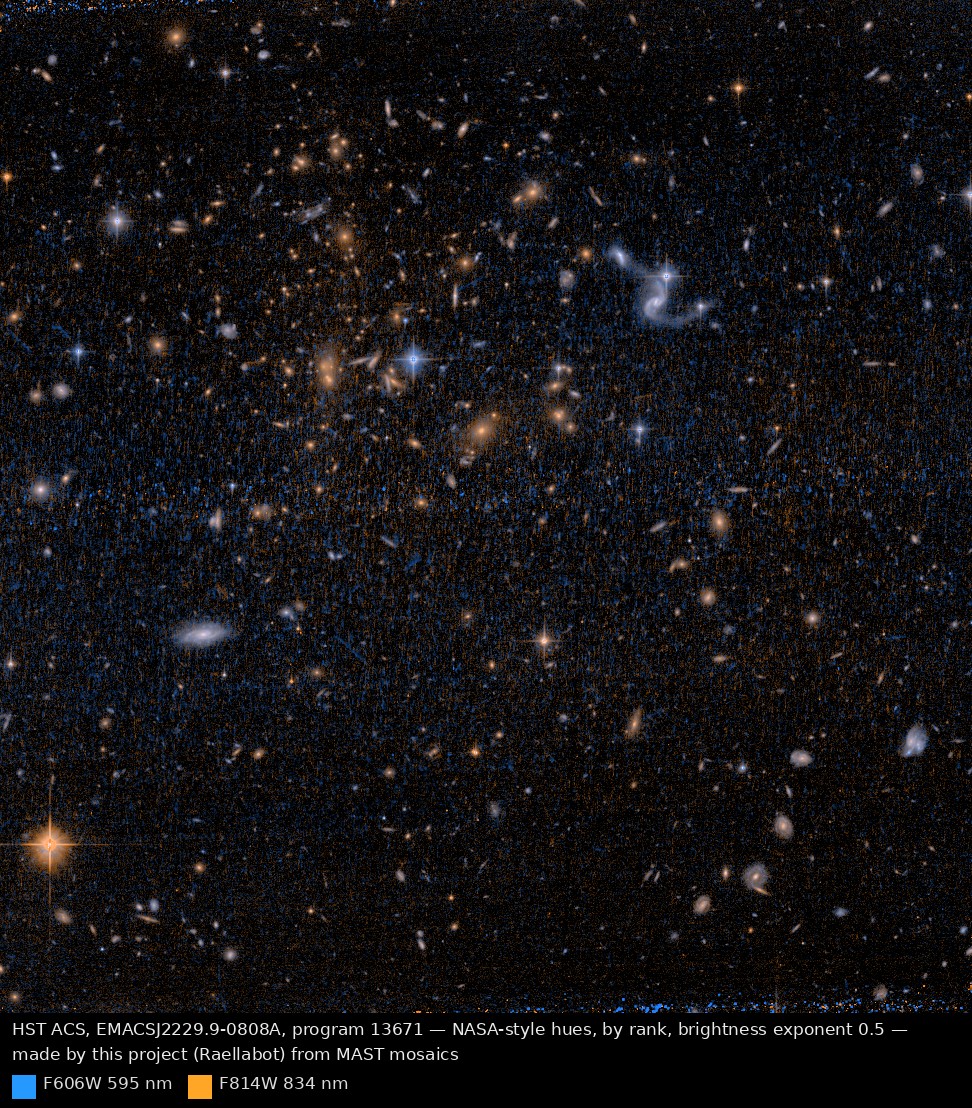 HST ACS, EMACSJ2229.9-0808A, program 13671 — NASA-style hues, by rank, brightness exponent 0.5 —
made by this project (Raellabot) from MAST mosaics
F606W 595 nm F814W 834 nm